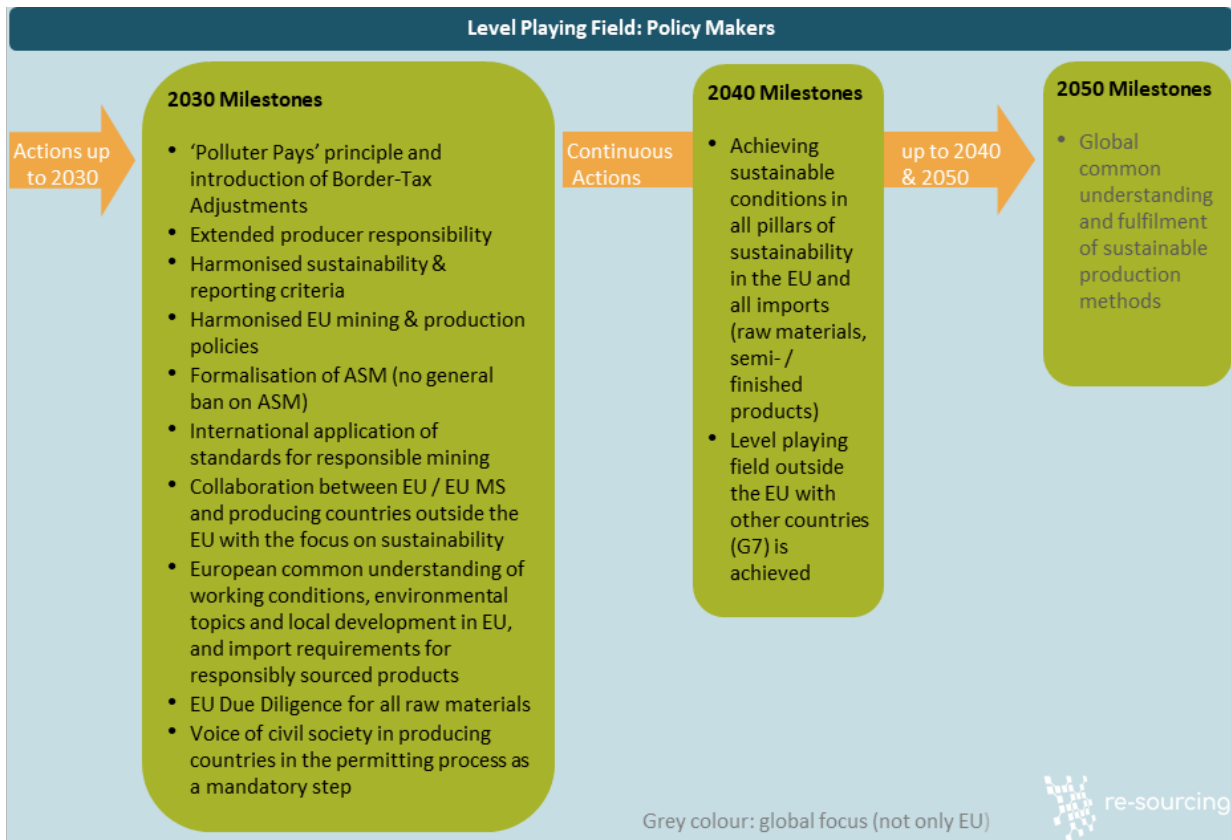 Level Playing Field: Policy Makers
Actions up
to 2030
2030 Milestones
• ‘Polluter Pays’ principle and
introduction of Border-Tax
Adjustments
• Extended producer responsibility
• Harmonised sustainability &
reporting criteria
• Harmonised EU mining & production
policies
• Formalisation of ASM (no general
ban on ASM)
• International application of
standards for responsible mining
• Collaboration between EU / EU MS
and producing countries outside the
EU with the focus on sustainability
• European common understanding of
working conditions, environmental
topics and local development in EU,
and import requirements for
responsibly sourced products
• EU Due Diligence for all raw materials
• Voice of civil society in producing
countries in the permitting process as
a mandatory step
Continuous
Actions
2040 Milestones
• Achieving
sustainable
conditions in
all pillars of
sustainability
in the EU and
all imports
(raw materials,
semi- /
finished
products)
• Level playing
field outside
the EU with
other countries
(G7) is
achieved
up to 2040
& 2050
2050 Milestones
• Global
common
understanding
and fulfilment
of sustainable
production
methods
Grey colour: global focus (not only EU)
re-sourcing